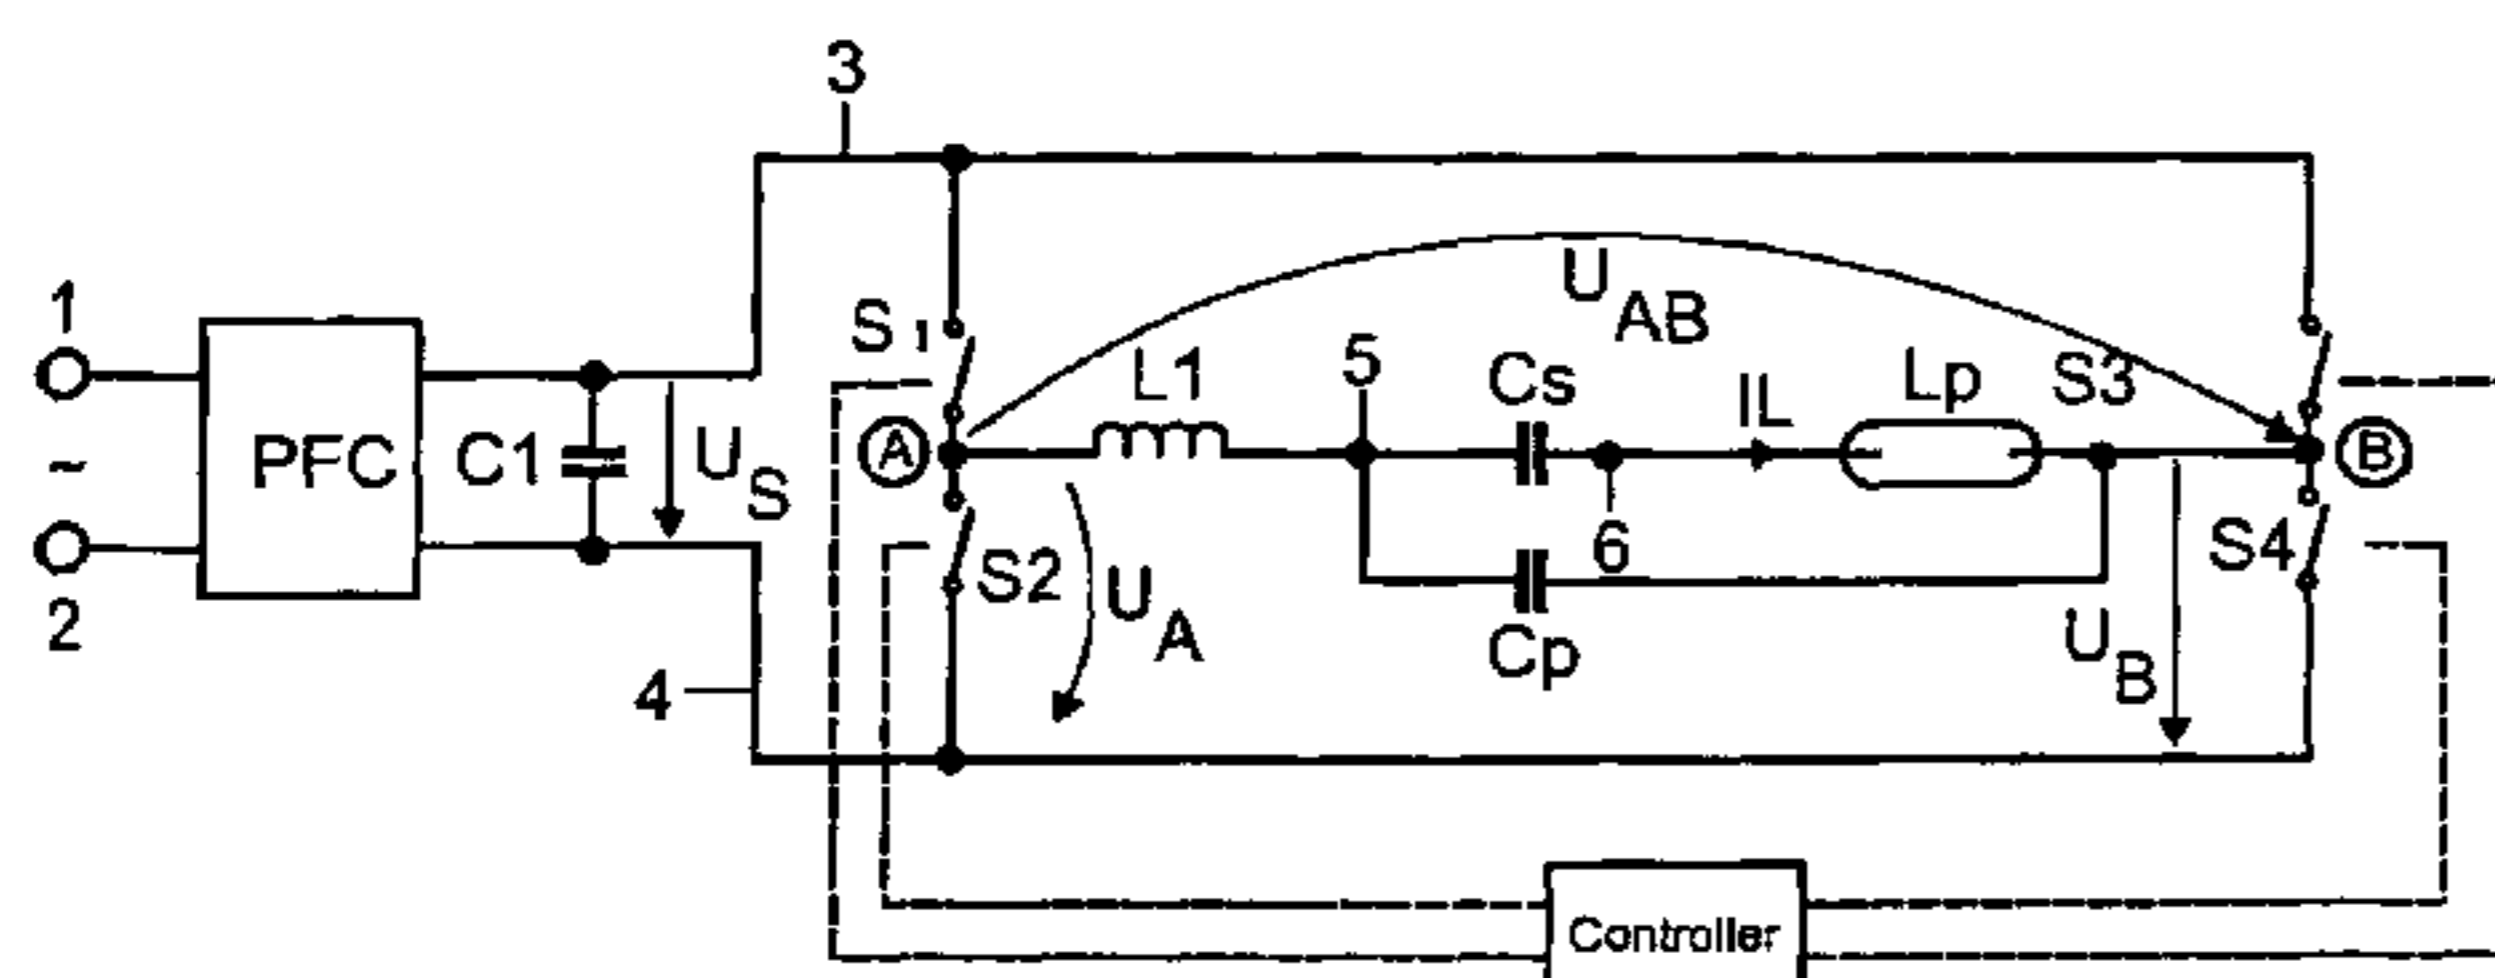 3
1
S1
U AB
5
L1
Cs
IL
Lp
S3
PFC
C1
U S
A
B
~
6
S2
S4
2
U A
Cp
U B
4
Controller